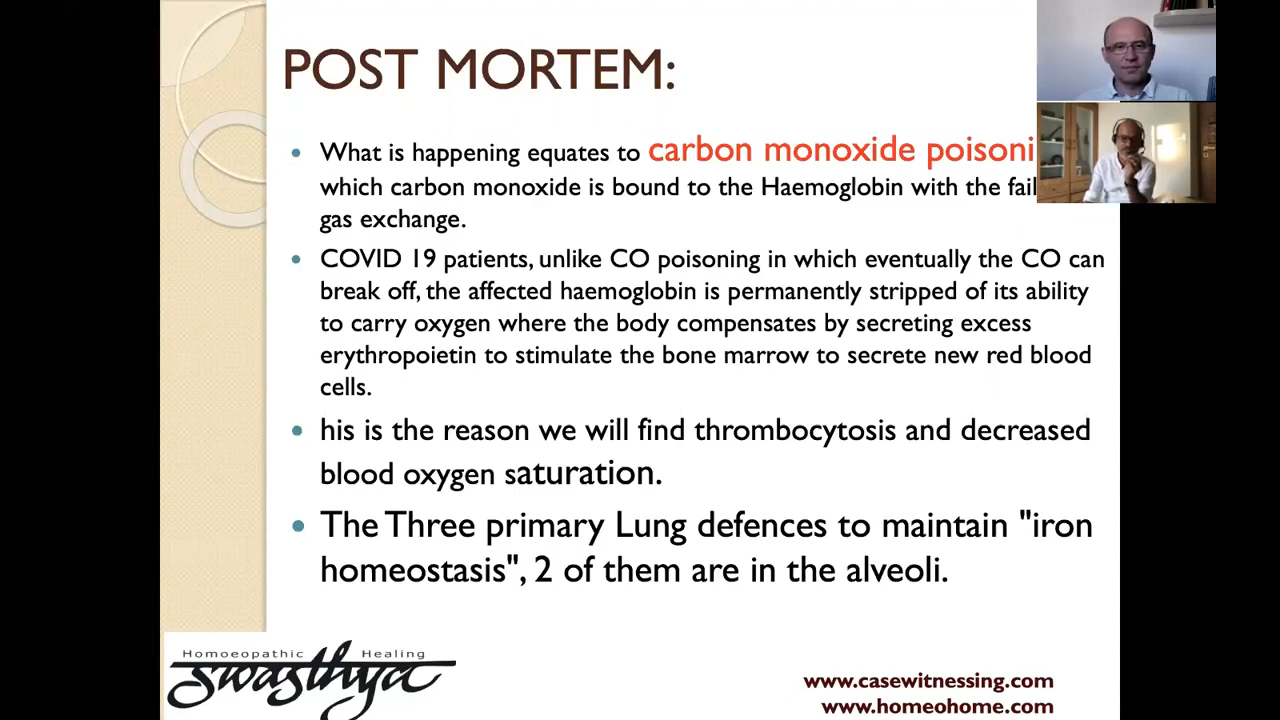 POST MORTEM:
What is happening equates to carbon monoxide
which carbon monoxide is bound to the Haemoglobin with the
gas exchange.
COVID 19 patients, unlike CO poisoning in which eventually the CO can
break off, the affected haemoglobin is permanently stripped of its ability
to carry oxygen where the body compensates by secreting excess
erythropoietin to stimulate the bone marrow to secrete new red blood
cells.
his is the reason we will find thrombocytosis and decreased
blood oxygen saturation.
The Three primary Lung defences to maintain "iron
homeostasis", 2 of them are in the alveoli.
Homoeopathic Healing
swasthya
www.casewitnessing.com
www.homeohome.com